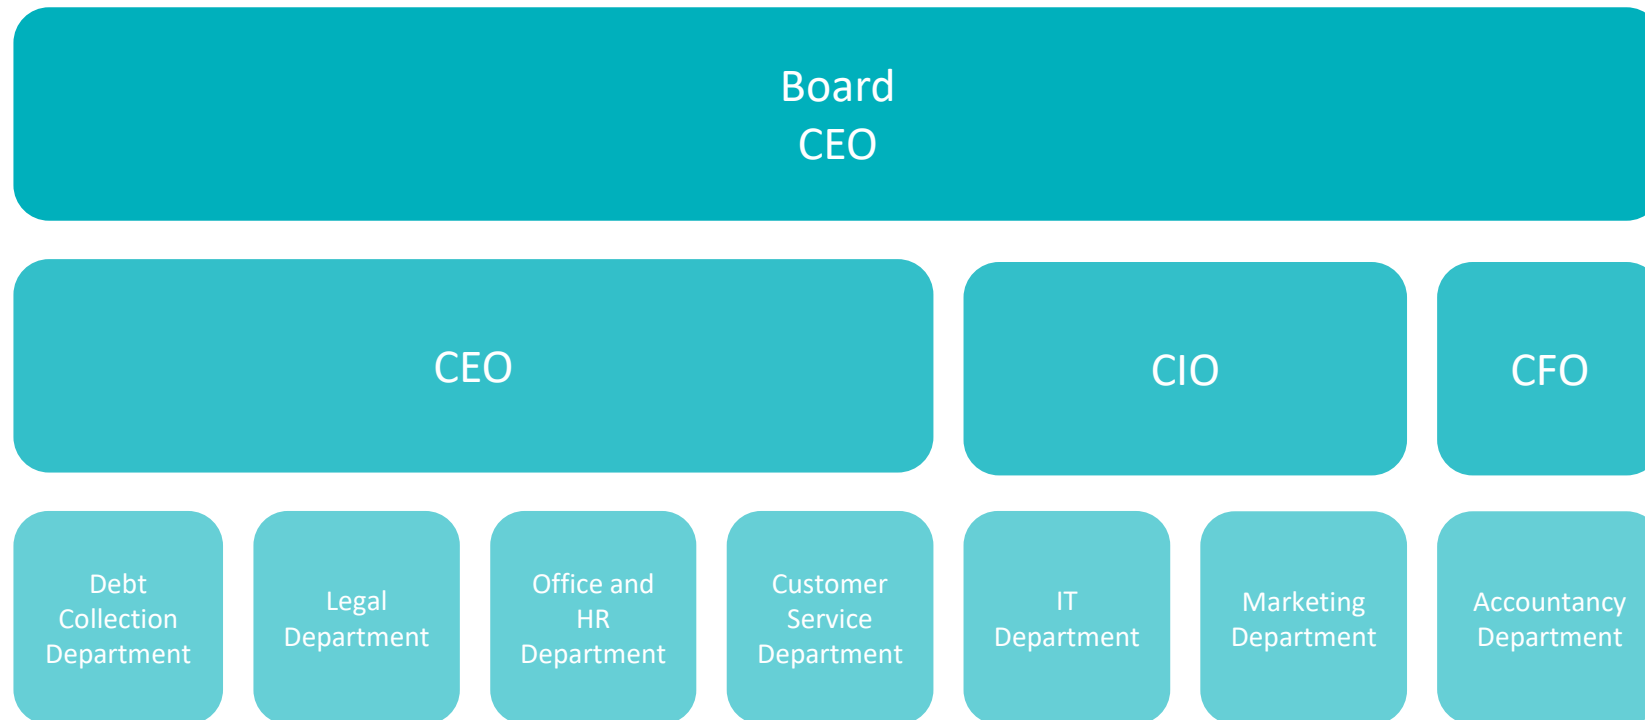 Board
CEO
CEO
CIO
CFO
Debt
Collection
Department
Legal
Department
Office and
HR
Department
Customer
Service
Department
IT
Department
Marketing
Department
Accountancy
Department